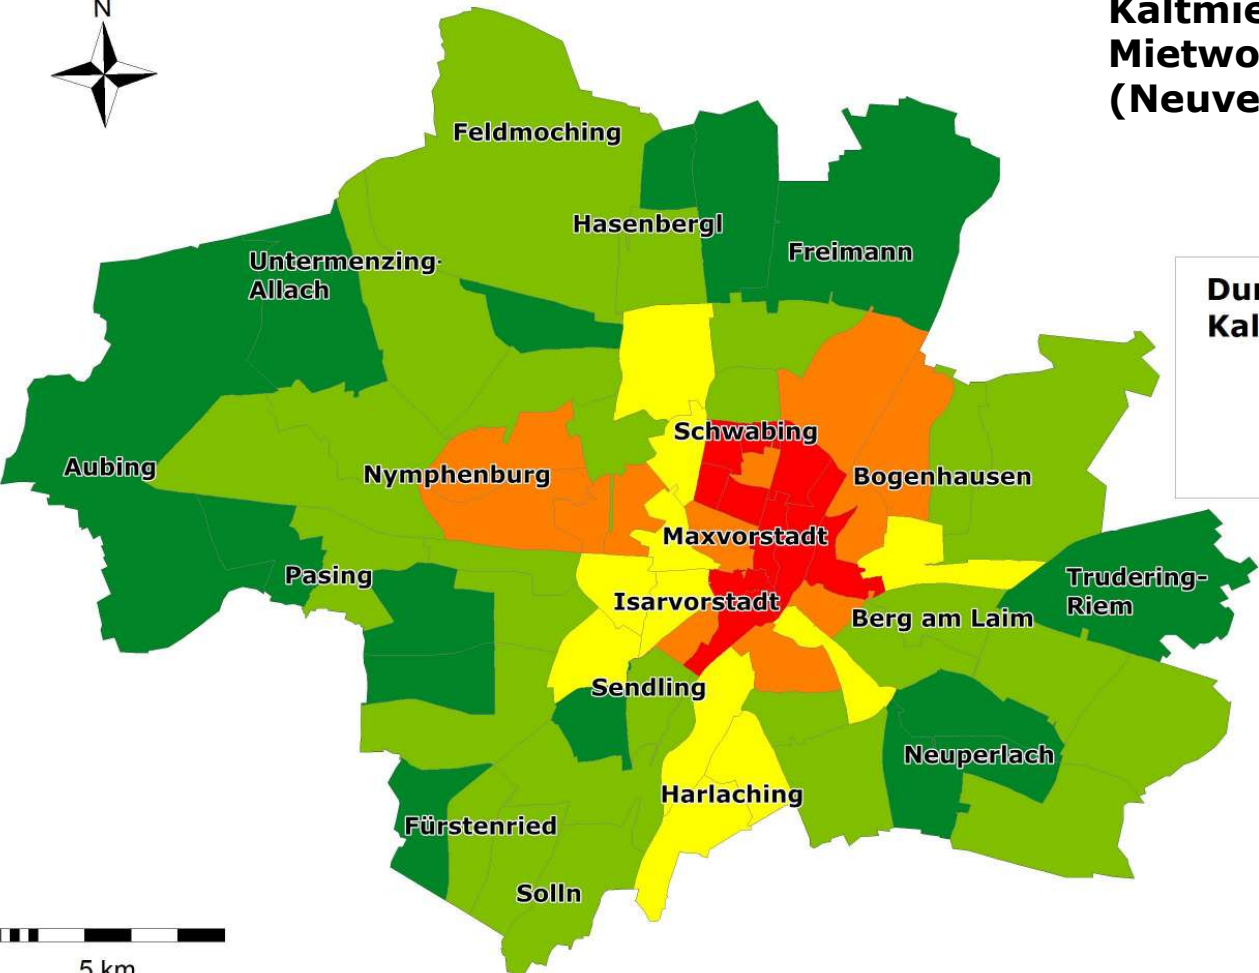 N
Kaltmie
Mietwo
(Neuve
Feldmoching
Hasenbergl
Freimann
Untermenzing-
Allach
Dur
Kal
Schwabing
Aubing
Nymphenburg
Bogenhausen
Maxvorstadt
Pasing
Trudering-
Riem
Isarvorstadt
Berg am Laim
Sendling
Neuperlach
Harlaching
Fürstenried
Solln
5 km